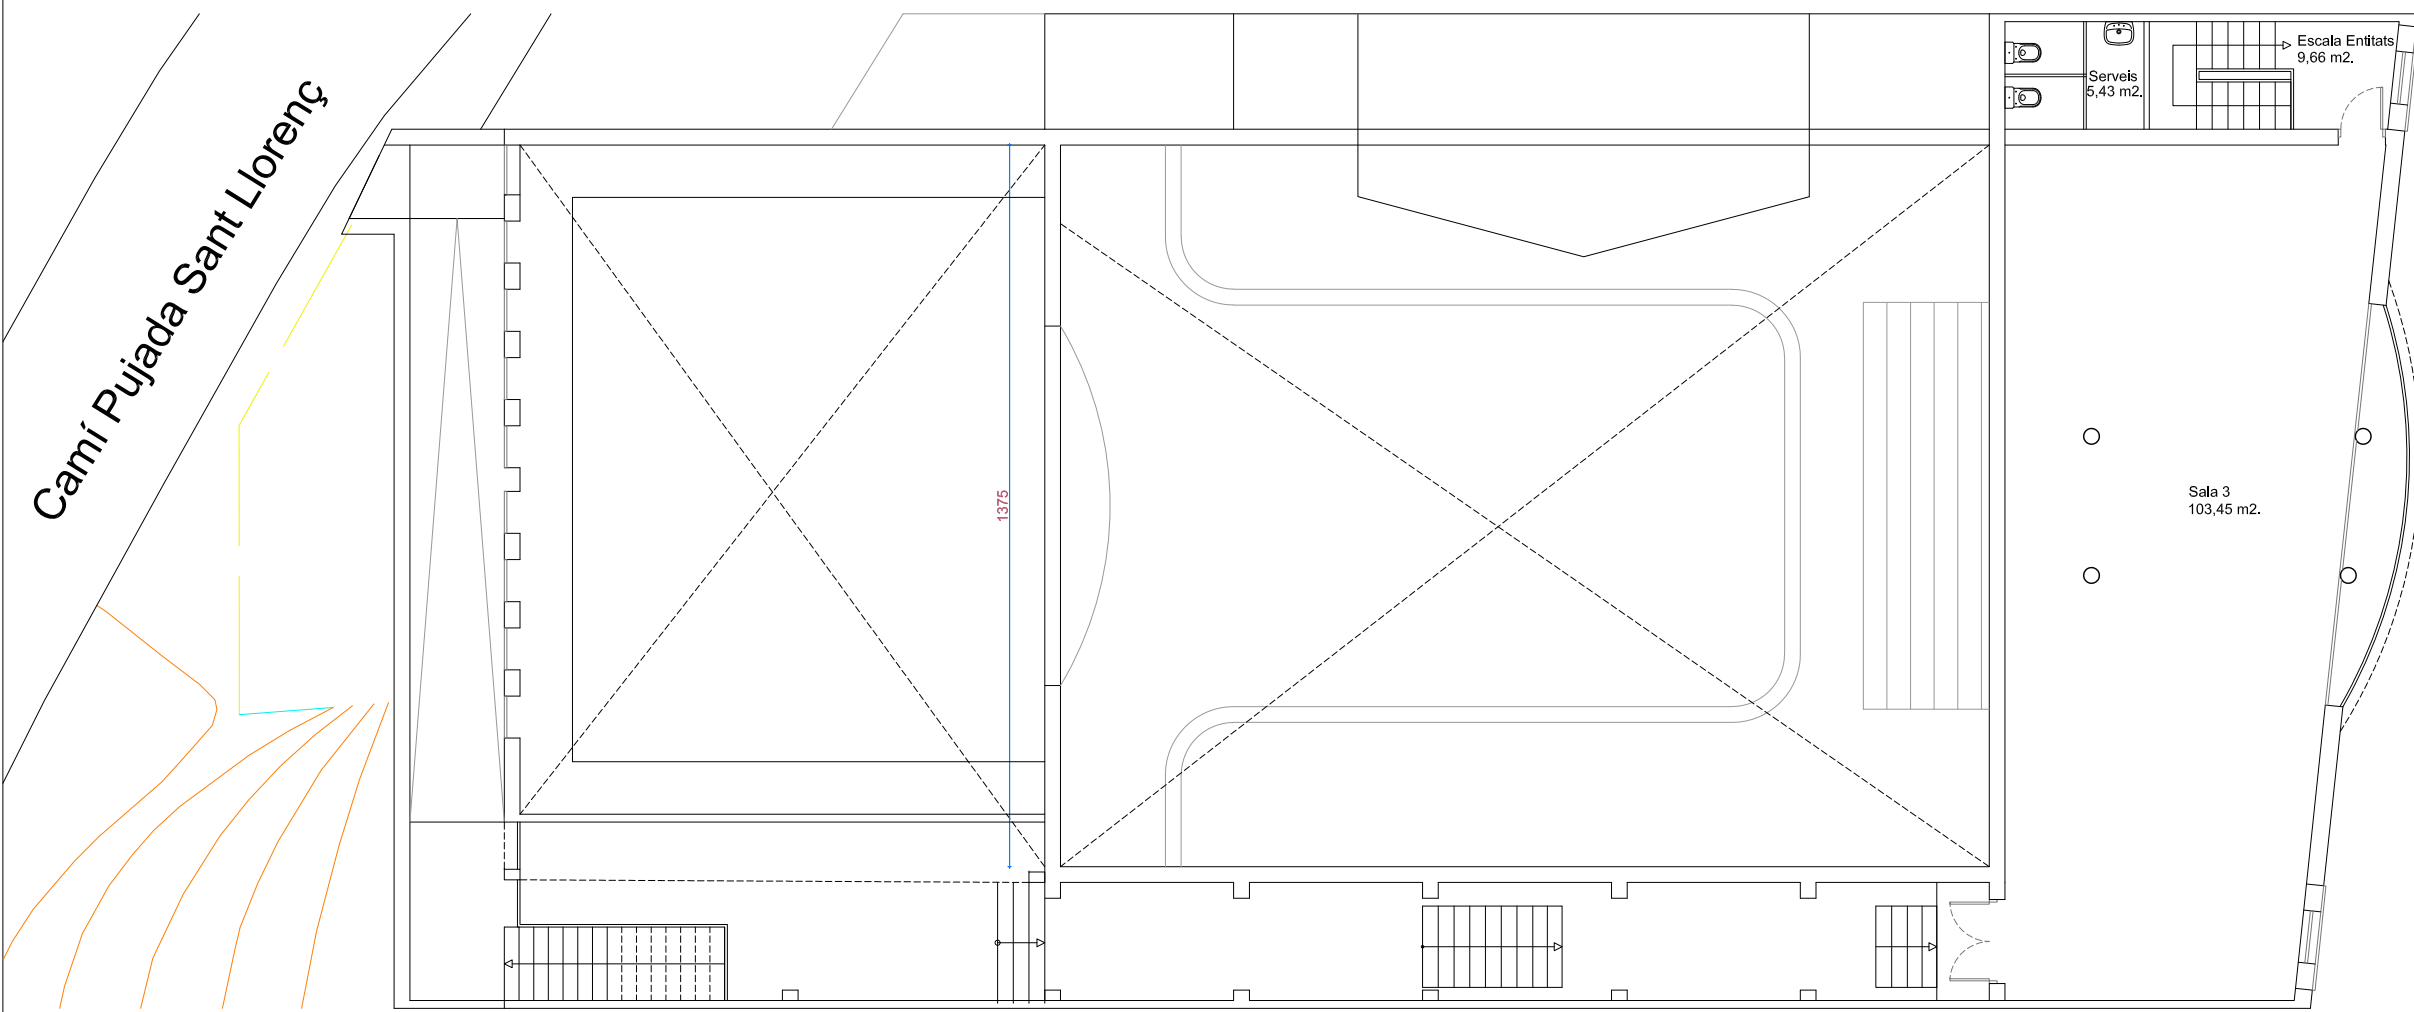 Camí Pujada Sant Llorenç
1375
Serveis
5,43 m2.
Escala Entitats
9,66 m2.
Sala 3
103,45 m2.